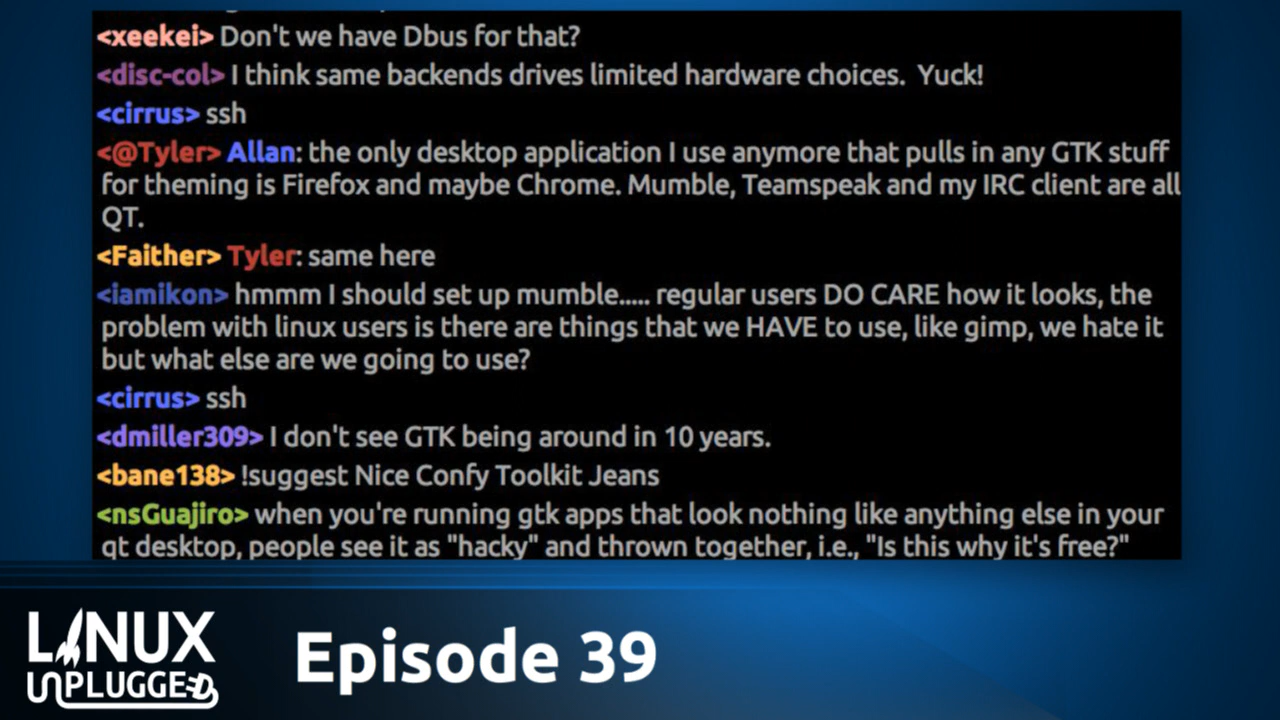 <xeekei> Don't we have Dbus for that?
<disc-col> I think same backends drives limited hardware choices.  Yuck!
<cirrus> ssh
<@Tyler> Allan: the only desktop application I use anymore that pulls in any GTK stuff
for theming is Firefox and maybe Chrome. Mumble, Teamspeak and my IRC client are all
QT.
<Faither> Tyler: same here
<iamikon> hmmm I should set up mumble..... regular users DO CARE how it looks, the
problem with linux users is there are things that we HAVE to use, like gimp, we hate it
but what else are we going to use?
<cirrus> ssh
<dmiller309> I don't see GTK being around in 10 years.
<bane138> !suggest Nice Confy Toolkit Jeans
<nsGuajiro> when you're running gtk apps that look nothing like anything else in your
qt desktop, people see it as "hacky" and thrown together, i.e., "Is this why it's free?"
LINUX
UNPLUGGED
Episode 39